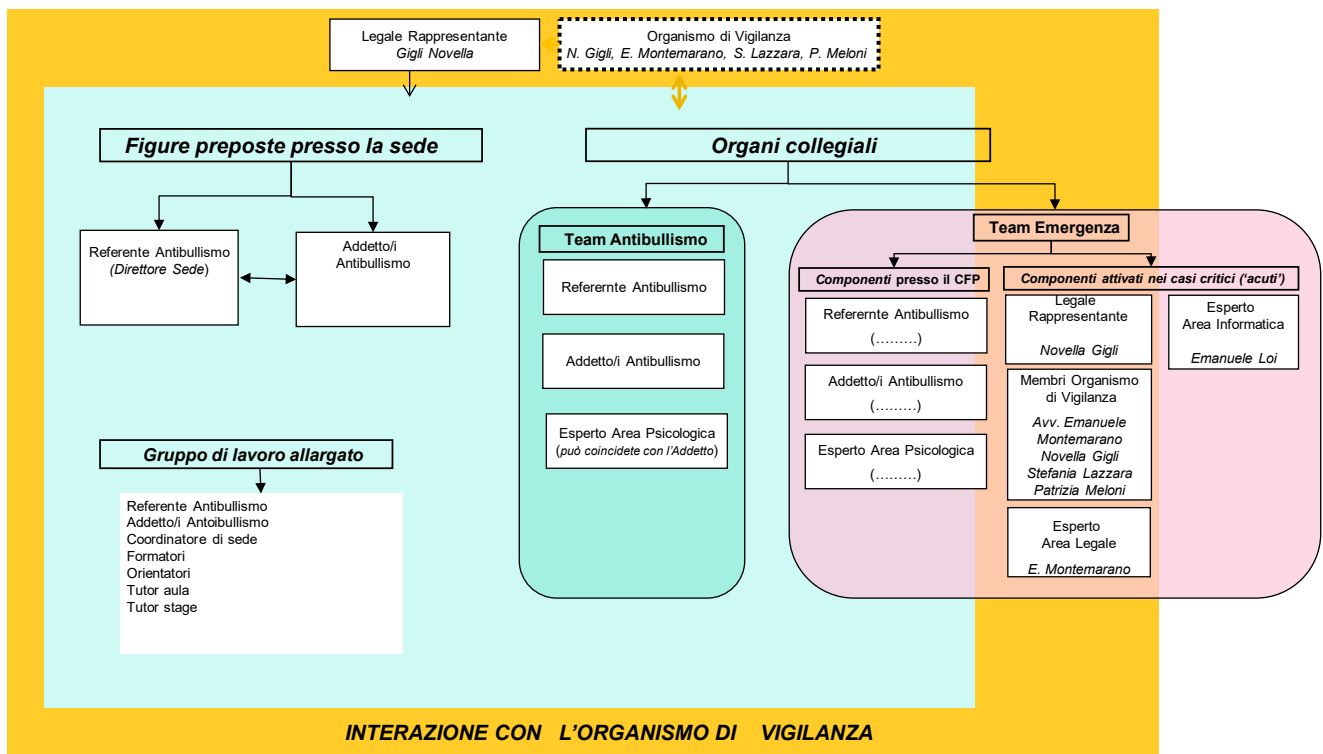 Legale Rappresentante
Gigli Novella
Organismo di Vigilanza
N. Gigli, E. Montemarano, S. Lazzara, P. Meloni
Figure preposte presso la sede
Referente Antibullismo
(Direttore Sede)
Addetto/i
Antibullismo
Gruppo di lavoro allargato
Referente Antibullismo
Addetto/i Antoibullismo
Coordinatore di sede
Formatori
Orientatori
Tutor aula
Tutor stage
Organi collegiali
Team Antibullismo
Referernte Antibullismo
Addetto/i Antibullismo
Esperto Area Psicologica
(può coincidete con l'Addetto)
Team Emergenza
Componenti presso il CFP
Referernte Antibullismo
(.........)
Addetto/i Antibullismo
(.........)
Esperto Area Psicologica
(.........)
Componenti attivati nei casi critici ('acuti')
Legale
Rappresentante
Novella Gigli
Membri Organismo
di Vigilanza
Avv. Emanuele
Montemarano
Novella Gigli
Stefania Lazzara
Patrizia Meloni
Esperto
Area Legale
E. Montemarano
Esperto
Area Informatica
Emanuele Loi
INTERAZIONE CON L'ORGANISMO DI VIGILANZA